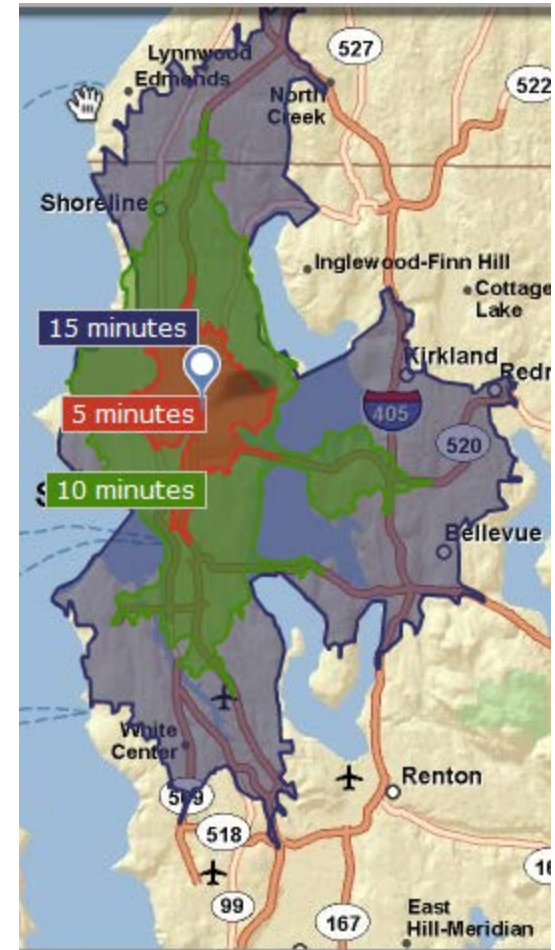 Lynnwood
527
Edmonds
522
North
Creek
Shoreline
Inglewood-Finn Hill
Cottage
Lake
15 minutes
Kirkland
Redr
5 minutes
405
520
10 minutes
S
Bellevue
White
Center
509
Renton
518
16
99
167
East
Hill-Meridian